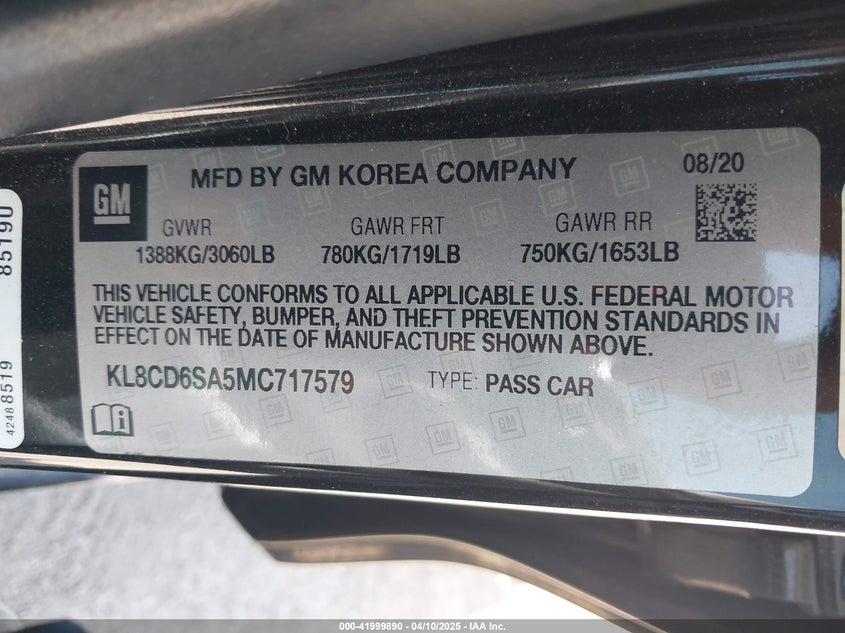 GM
MFD BY GM KOREA COMPANY
08/20
GVWR
GAWR FRT
GAWR RR
1388KG/3060LB
780KG/1719LB
750KG/1653LB
THIS VEHICLE CONFORMS TO ALL APPLICABLE U.S. FEDERAL MOTOR
VEHICLE SAFETY, BUMPER, AND THEFT PREVENTION STANDARDS IN
EFFECT ON THE DATE OF MANUFACTURE SHOWN ABOVE.
KL8CD6SA5MC717579
TYPE: PASS CAR
85190
42488519
000-41999890 — 04/10/2025 — IAA Inc.